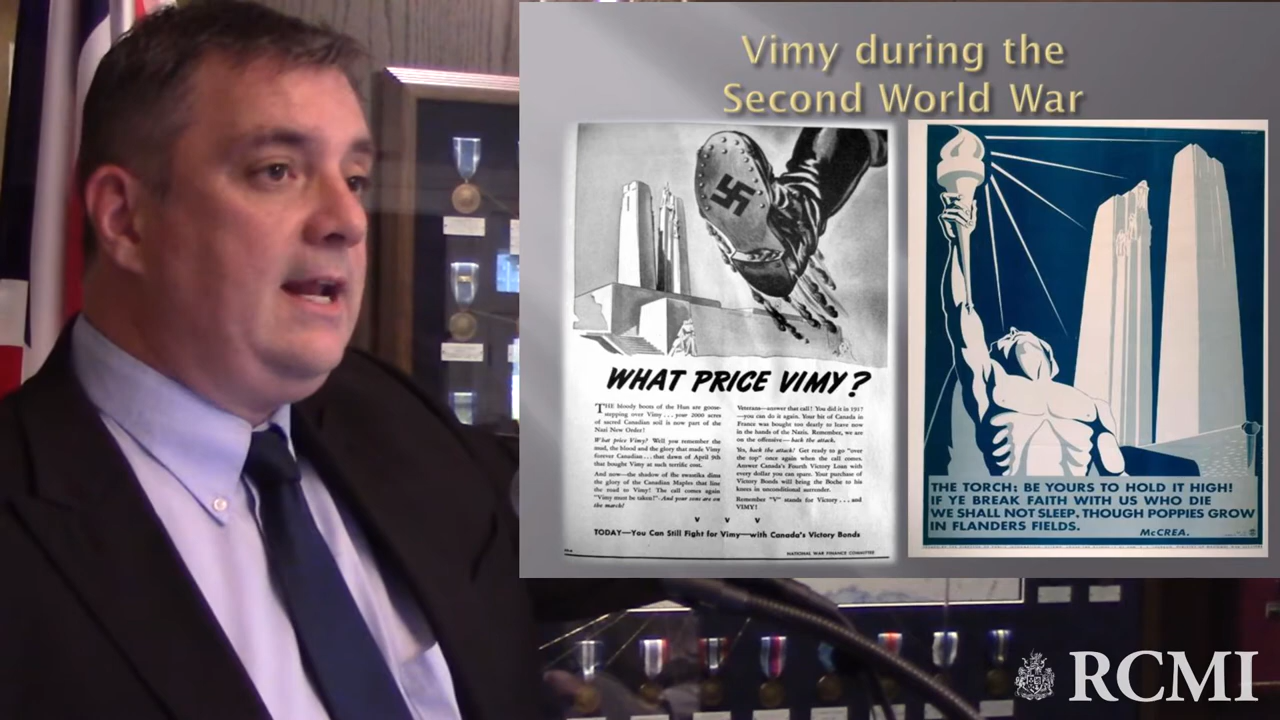 Vimy during the
Second World War
WHAT PRICE VIMY?
THE bloody boots of the Hun are goose-
stepping over Vimy . . . your 2000 acres
of sacred Canadian soil is now part of the
Nazi New Order!
What price Vimy? Well you remember the
mud, the blood and the glory that made Vimy
forever Canadian . . . that dawn of April 9th
that bought Vimy at such terrific cost.
And now—the shadow of the swastika dims
the glory of the Canadian Maples that line
the road to Vimy! The call comes again
"Vimy must be taken!" And your sons are on
the march!
Veterans—answer that call! You did it in 1917
—you can do it again. Your bit of Canada in
France was bought too dearly to leave now
in the hands of the Nazis. Remember, we are
on the offensive—back the attack.
Yes, back the attack! Get ready to go "over
the top" once again when the call comes.
Answer Canada's Fourth Victory Loan with
every dollar you can spare. Your purchase of
Victory Bonds will bring the Boche to his
knees in unconditional surrender.
Remember "V" stands for Victory . . . and
VIMY!
V V V
TODAY—You Can Still Fight for Vimy—with Canada's Victory Bonds
NATIONAL WAR FINANCE COMMITTEE
THE TORCH; BE YOURS TO HOLD IT HIGH!
IF YE BREAK FAITH WITH US WHO DIE
WE SHALL NOT SLEEP, THOUGH POPPIES GROW
IN FLANDERS FIELDS.
McCREA.
RCMI